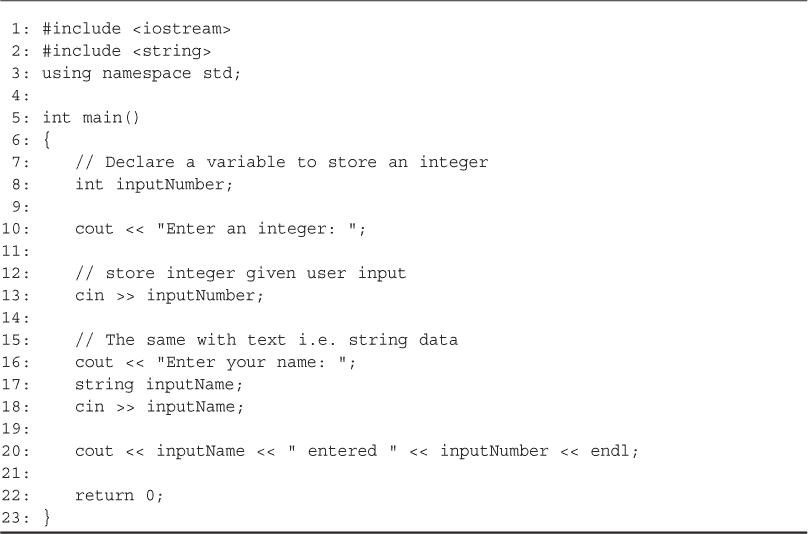 1: #include <iostream>
2: #include <string>
3: using namespace std;
4:
5: int main()
6: {
7:    // Declare a variable to store an integer
8:    int inputNumber;
9:
10:    cout << "Enter an integer: ";
11:
12:    // store integer given user input
13:    cin >> inputNumber;
14:
15:    // The same with text i.e. string data
16:    cout << "Enter your name: ";
17:    string inputName;
18:    cin >> inputName;
19:
20:    cout << inputName << " entered " << inputNumber << endl;
21:
22:    return 0;
23: }